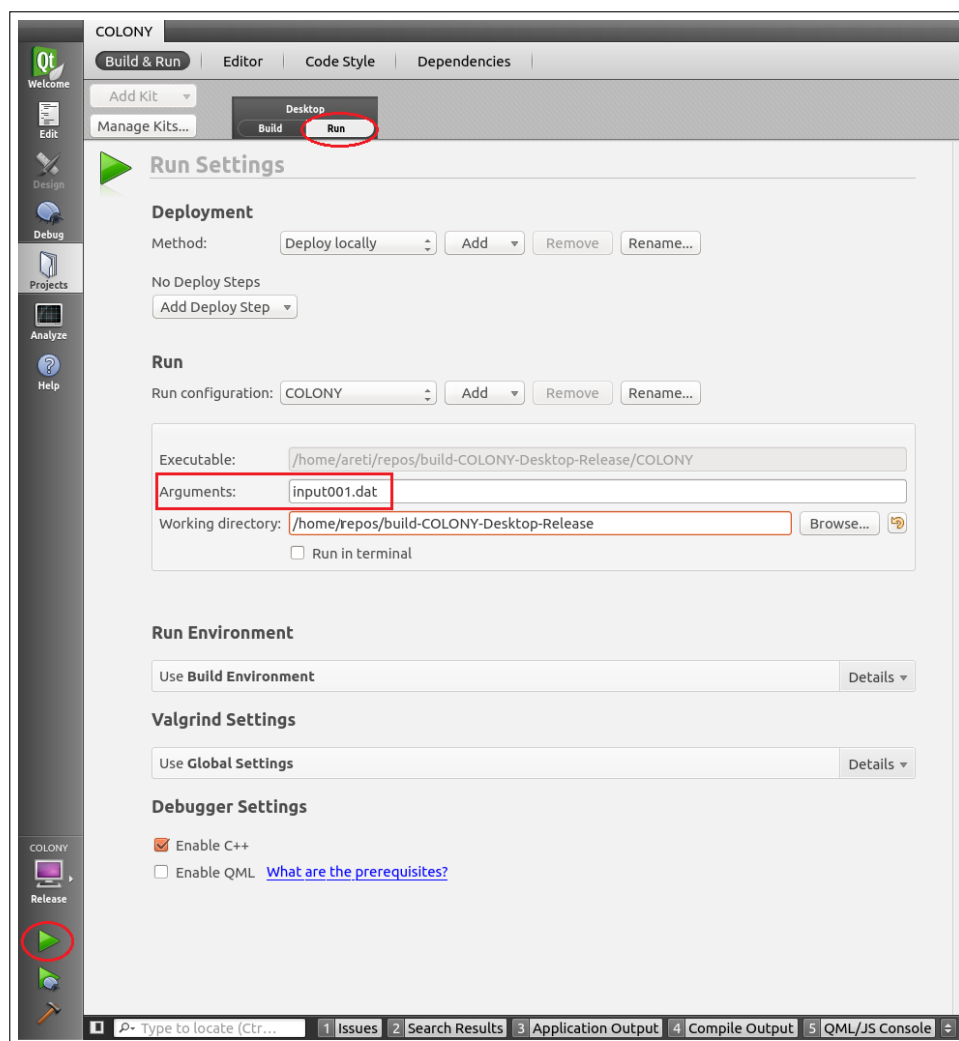 COLONY
Qt
Welcome
Edit
Design
Debug
Projects
Analyze
Help
Build & Run
Editor
Code Style
Dependencies
Add Kit
Manage Kits...
Desktop
Build
Run
Run Settings
Deployment
Method:
Deploy locally
Add
Remove
Rename...
No Deploy Steps
Add Deploy Step
Run
Run configuration:
COLONY
Add
Remove
Rename...
Executable:
/home/areti/repos/build-COLONY-Desktop-Release/COLONY
Arguments:
input001.dat
Working directory:
/home/repos/build-COLONY-Desktop-Release
Browse...
Run in terminal
Run Environment
Use Build Environment
Details
Valgrind Settings
Use Global Settings
Details
Debugger Settings
Enable C++
Enable QML What are the prerequisites?
COLONY
Release
Type to locate (Ctr...
1 Issues
2 Search Results
3 Application Output
4 Compile Output
5 QML/JS Console